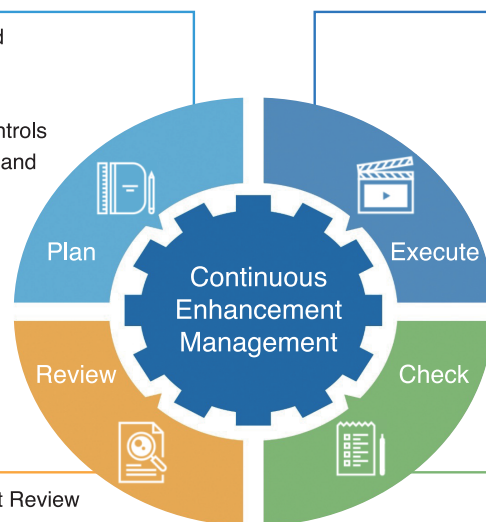 d
ntrols
and
Plan
Execute
Continuous
Enhancement
Management
Review
Check
t Review